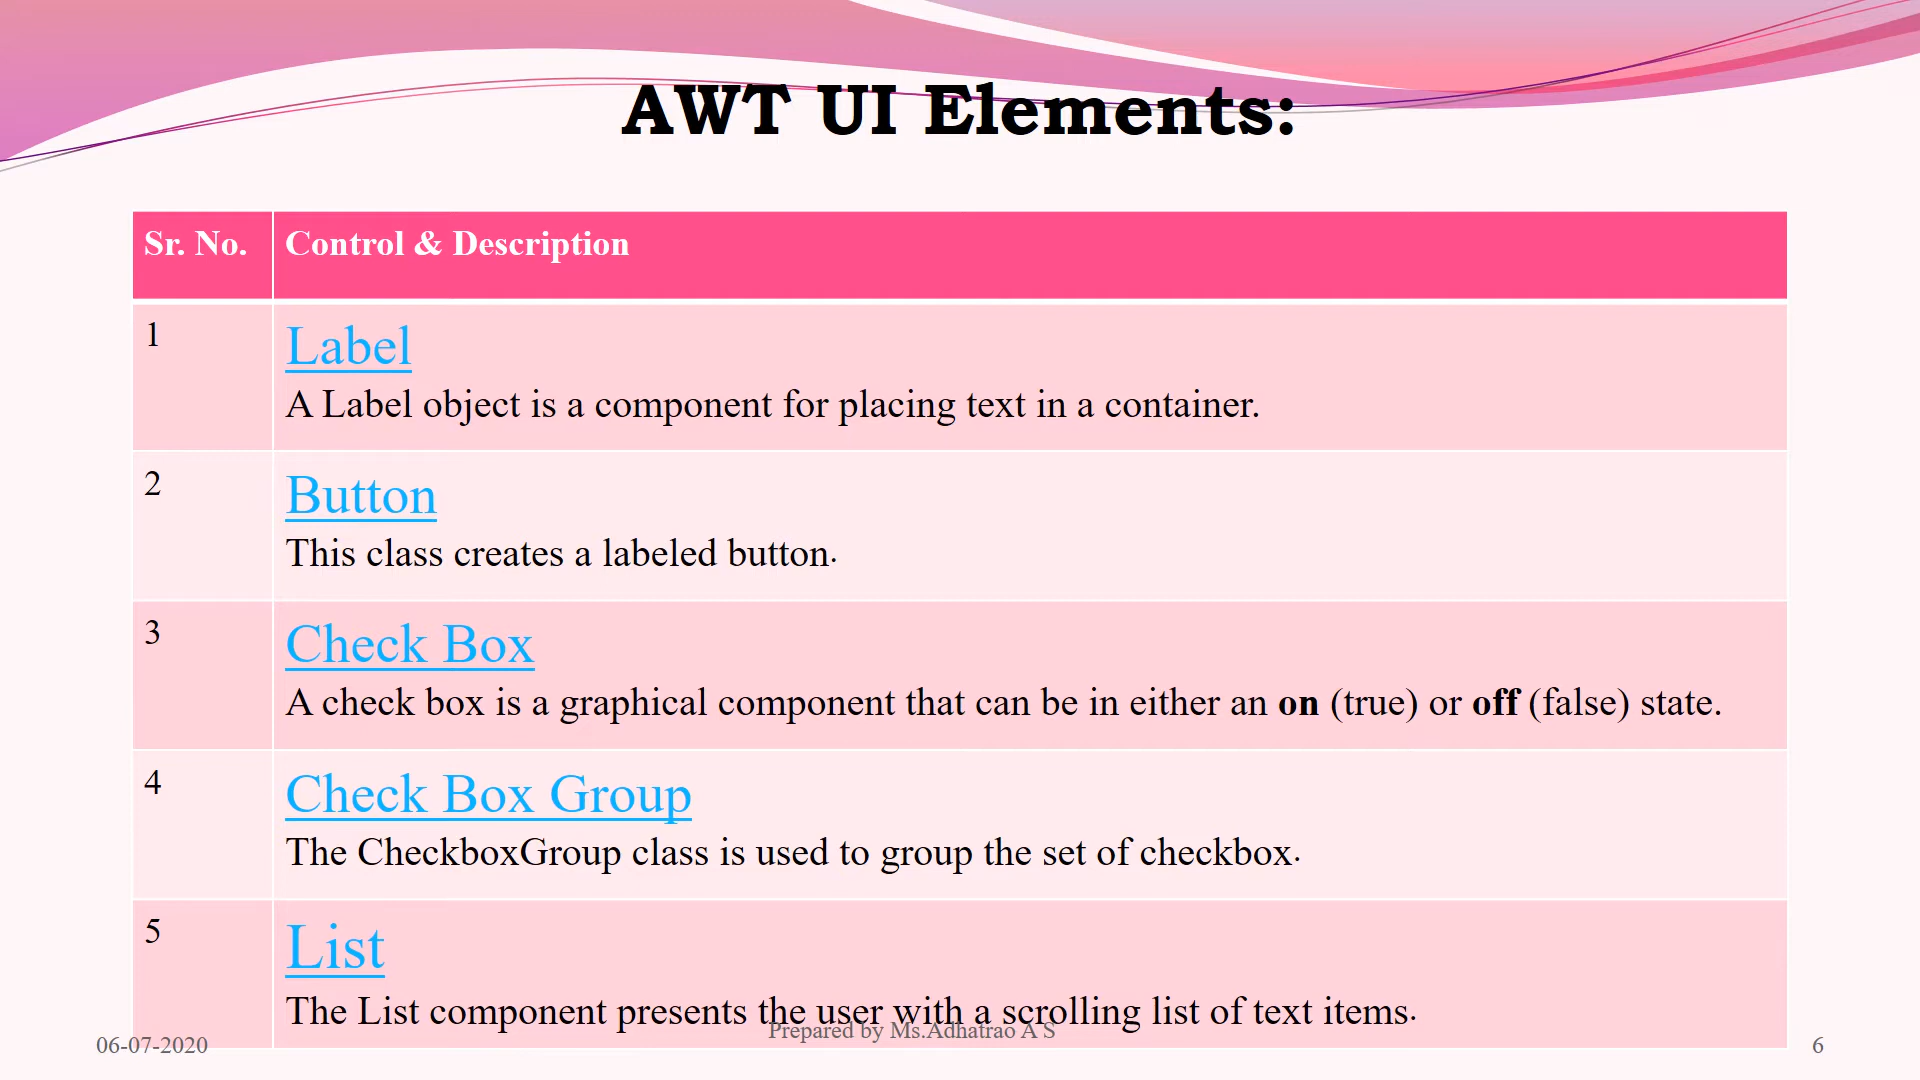 AWT UI Elements:
Sr. No. Control & Description
1 Label
A Label object is a component for placing text in a container.
2 Button
This class creates a labeled button.
3 Check Box
A check box is a graphical component that can be in either an on (true) or off (false) state.
4 Check Box Group
The CheckboxGroup class is used to group the set of checkbox.
5 List
The List component presents the user with a scrolling list of text items.
06-07-2020 Prepared by Ms.Adhatrao A S 6